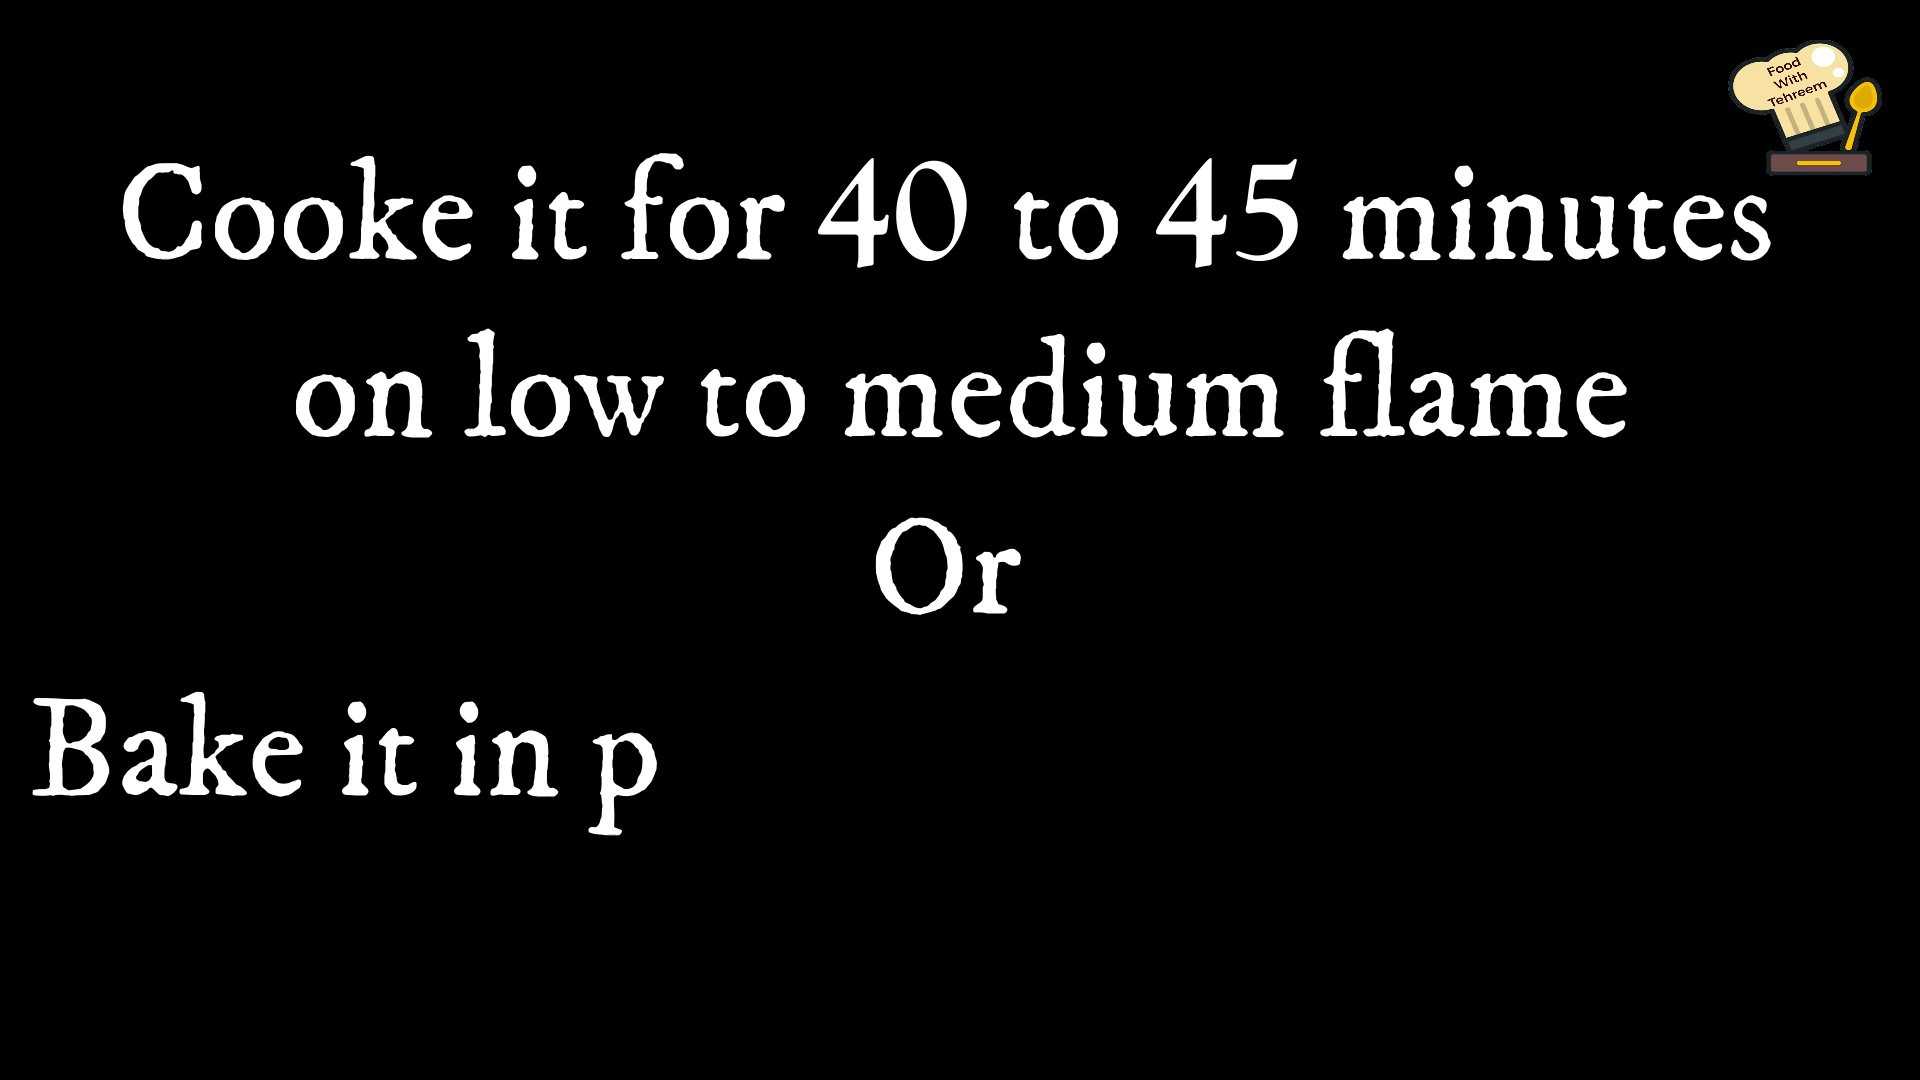 Food
With
Tehreem
Cooke it for 40 to 45 minutes
on low to medium flame
Or
Bake it in p